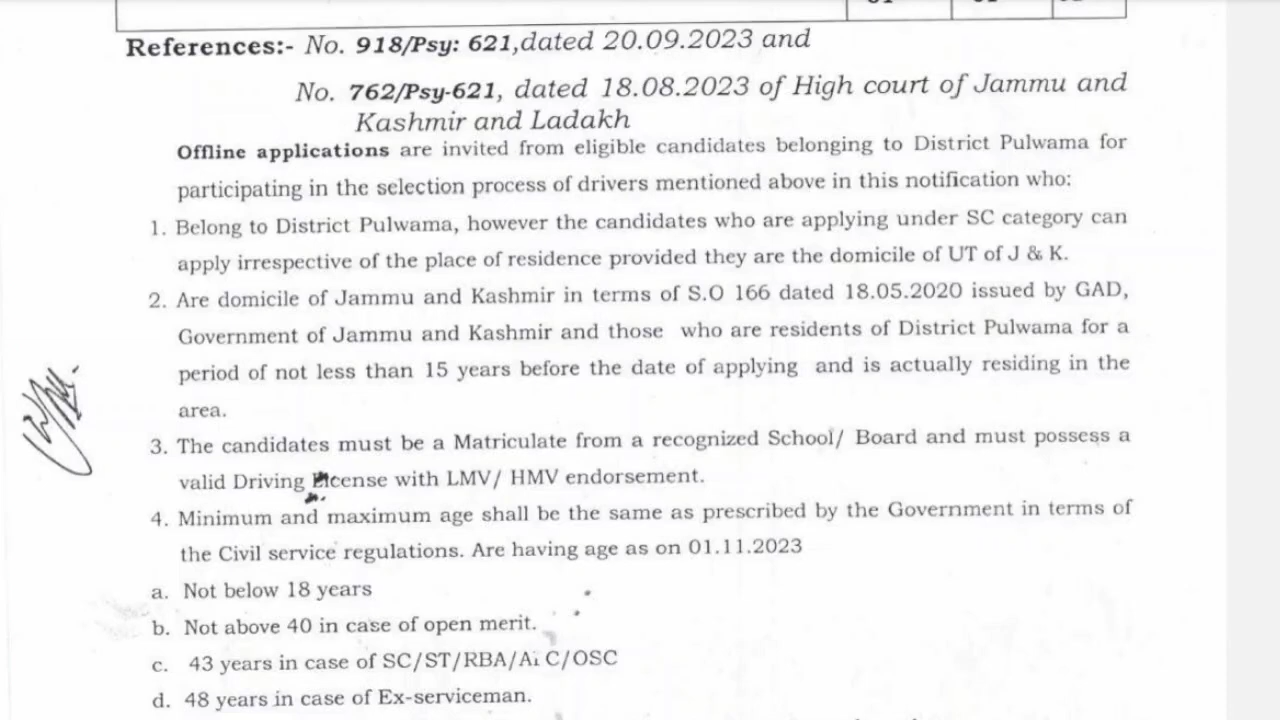 References:- No. 918/Psy: 621,dated 20.09.2023 and
No. 762/Psy-621, dated 18.08.2023 of High court of Jammu and
Kashmir and Ladakh
Offline applications are invited from eligible candidates belonging to District Pulwama for
participating in the selection process of drivers mentioned above in this notification who:
1. Belong to District Pulwama, however the candidates who are applying under SC category can
apply irrespective of the place of residence provided they are the domicile of UT of J & K.
2. Are domicile of Jammu and Kashmir in terms of S.O 166 dated 18.05.2020 issued by GAD,
Government of Jammu and Kashmir and those who are residents of District Pulwama for a
period of not less than 15 years before the date of applying and is actually residing in the
area.
3. The candidates must be a Matriculate from a recognized School/ Board and must possess a
valid Driving License with LMV/ HMV endorsement.
4. Minimum and maximum age shall be the same as prescribed by the Government in terms of
the Civil service regulations. Are having age as on 01.11.2023
a. Not below 18 years
b. Not above 40 in case of open merit.
c. 43 years in case of SC/ST/RBA/ALC/OSC
d. 48 years in case of Ex-serviceman.